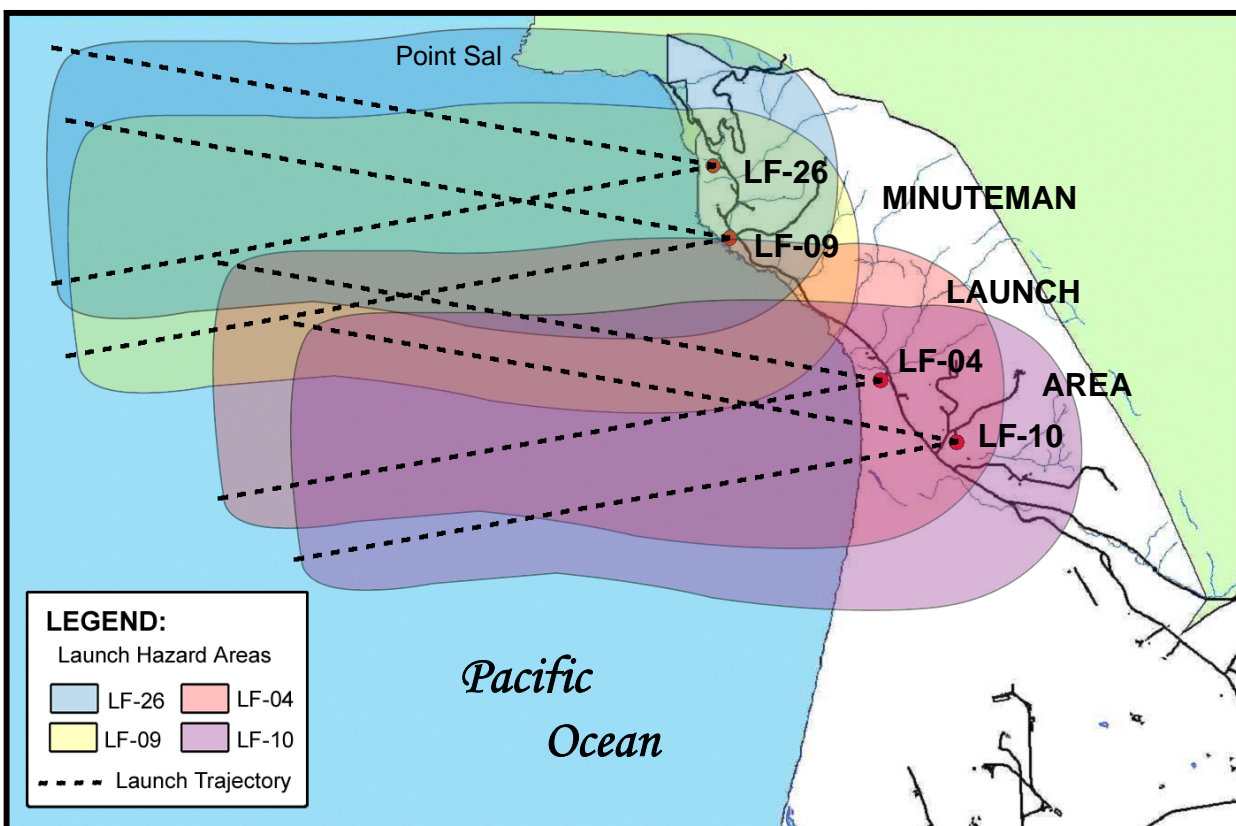 Point Sal
LF-26
MINUTEMAN
LF-09
LAUNCH
LF-04
AREA
LF-10
Pacific
Ocean
LEGEND:
Launch Hazard Areas
LF-26 LF-04
LF-09 LF-10
Launch Trajectory